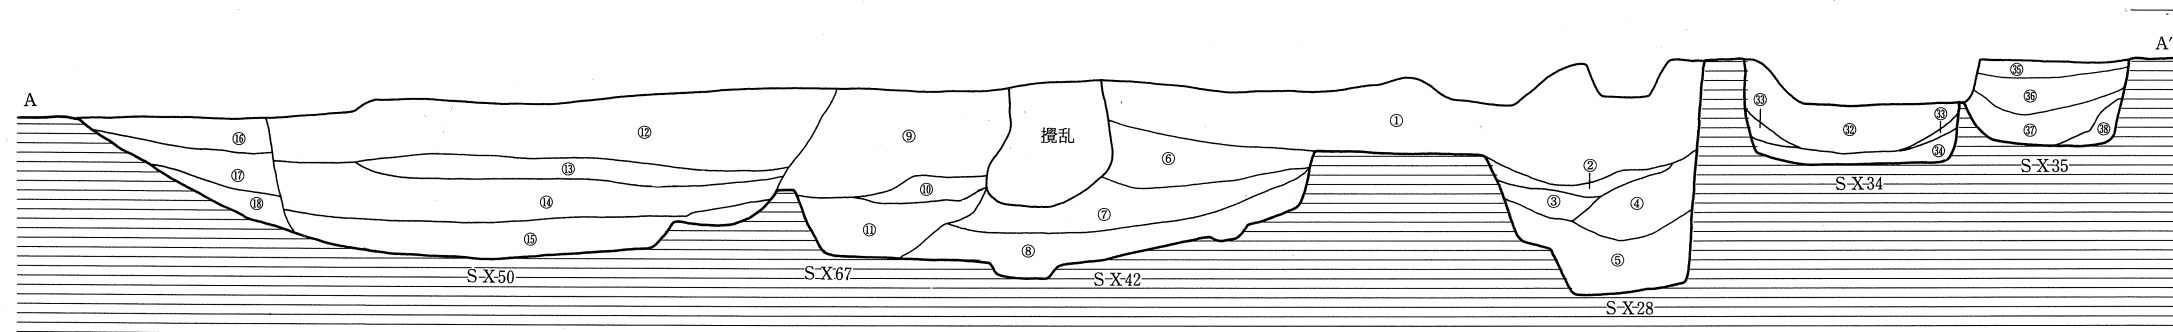 A
A′
①
②
③
④
⑤
⑥
⑦
⑧
⑨
⑩
⑪
⑫
⑬
⑭
⑮
⑯
⑰
⑱
㉜
㉝
㉝
㉞
㉟
㊱
㊲
㊳
攪乱
S-X-50
S-X-67
S-X-42
S-X-28
S-X-34
S-X-35